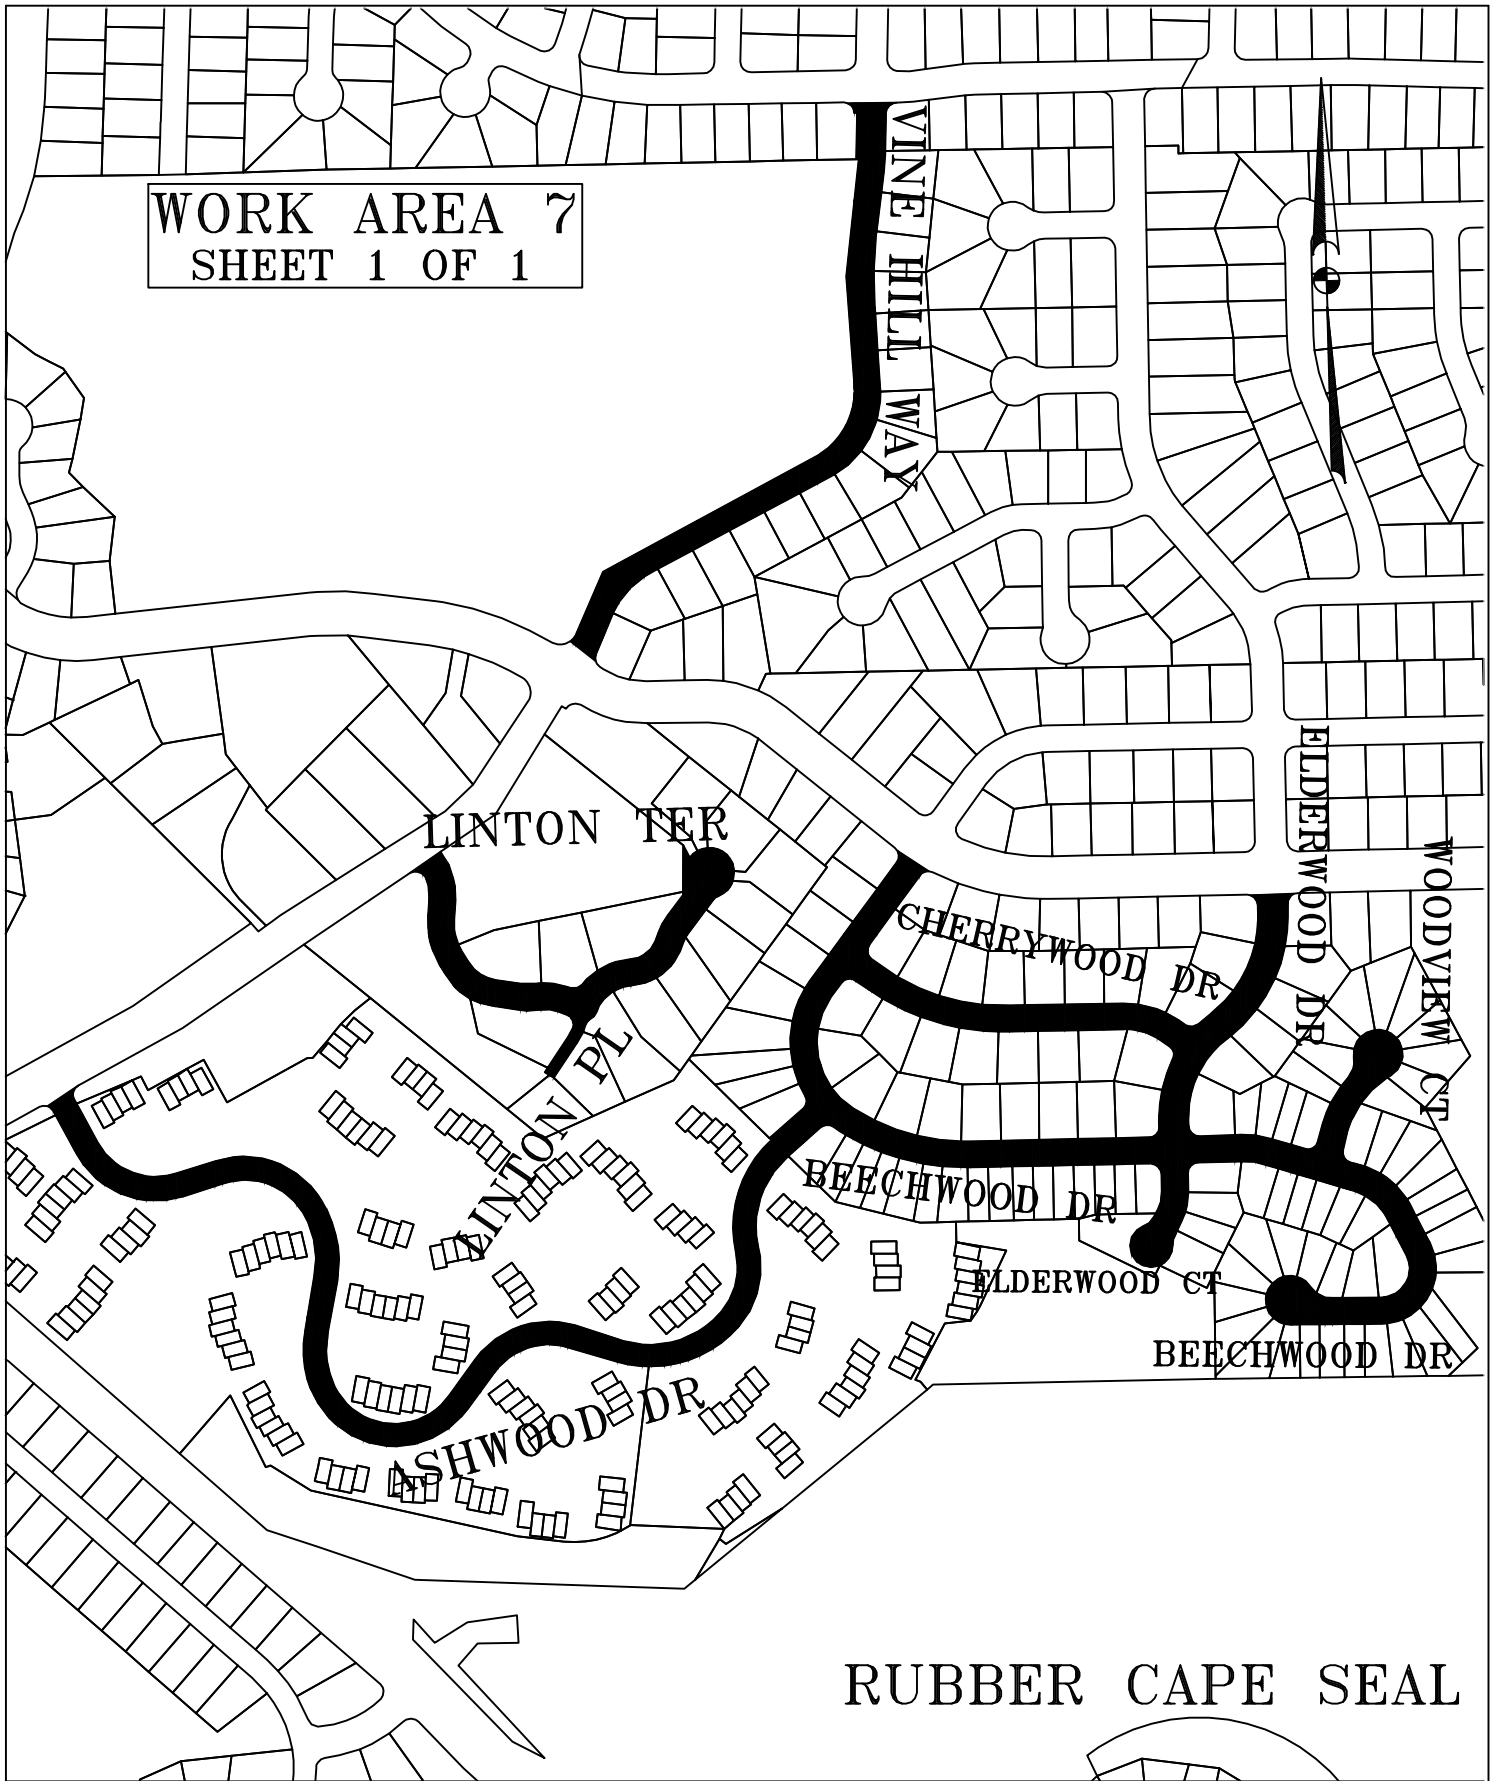 WORK AREA 7
SHEET 1 OF 1
VINE HILL WAY
LINTON TER
ELDERWOOD DR
WOODVIEW CT
CHERRYWOOD DR
LINTON PL
BEECHWOOD DR
ELDERWOOD CT
BEECHWOOD DR
ASHWOOD DR
RUBBER CAPE SEAL